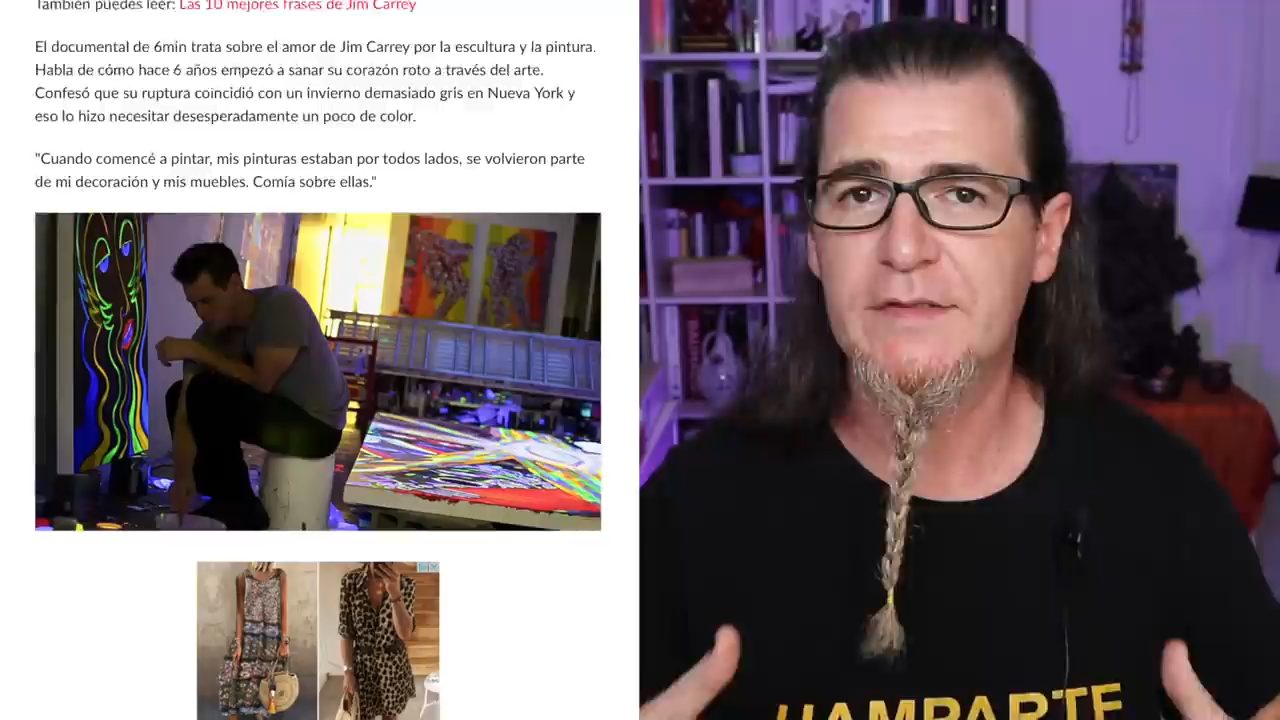 También puedes leer: Las 10 mejores frases de Jim Carrey
El documental de 6min trata sobre el amor de Jim Carrey por la escultura y la pintura.
Habla de cómo hace 6 años empezó a sanar su corazón roto a través del arte.
Confesó que su ruptura coincidió con un invierno demasiado gris en Nueva York y
eso lo hizo necesitar desesperadamente un poco de color.
"Cuando comencé a pintar, mis pinturas estaban por todos lados, se volvieron parte
de mi decoración y mis muebles. Comía sobre ellas."
HAMPARTE